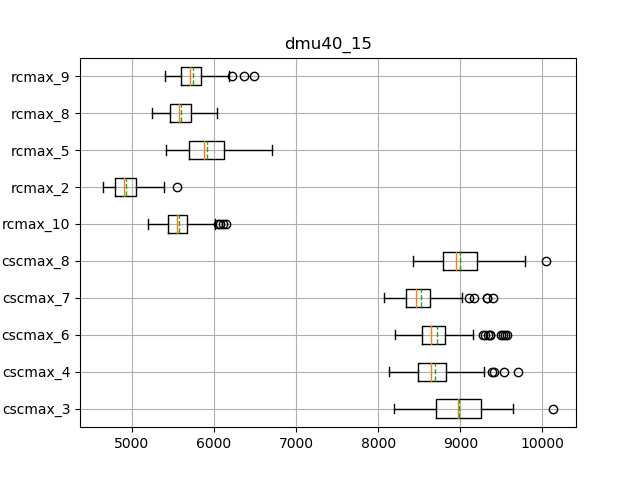 dmu40_15
rcmax_9
rcmax_8
rcmax_5
rcmax_2
rcmax_10
cscmax_8
cscmax_7
cscmax_6
cscmax_4
cscmax_3
5000 6000 7000 8000 9000 10000